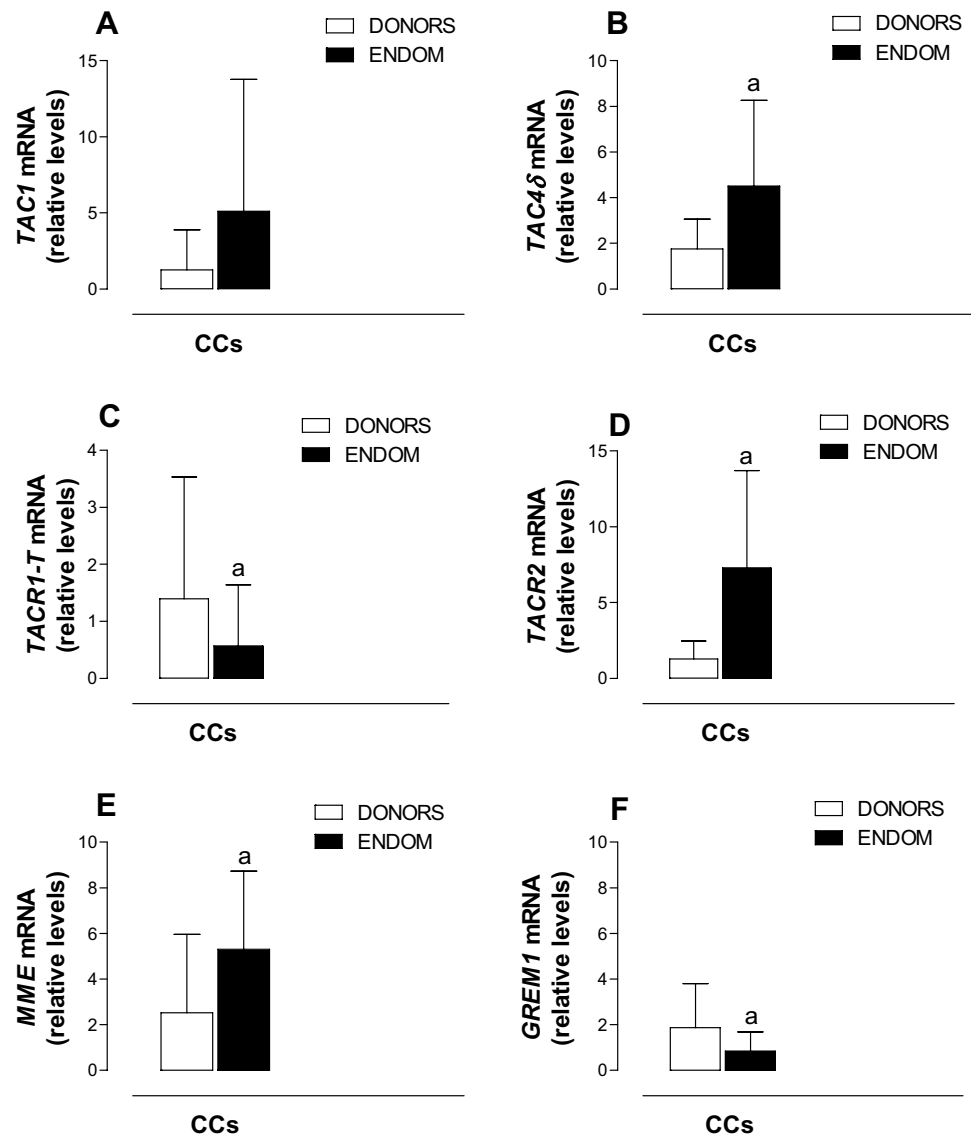 A
DONORS
ENDOM
TAC1 mRNA
(relative levels)
15
10
5
0
CCs
B
DONORS
ENDOM
TAC4δ mRNA
(relative levels)
10
8
6
4
2
0
a
CCs
C
DONORS
ENDOM
TACR1-T mRNA
(relative levels)
4
3
2
1
0
a
CCs
D
DONORS
ENDOM
TACR2 mRNA
(relative levels)
15
10
5
0
a
CCs
E
DONORS
ENDOM
MME mRNA
(relative levels)
10
8
6
4
2
0
a
CCs
F
DONORS
ENDOM
GREM1 mRNA
(relative levels)
10
8
6
4
2
0
a
CCs